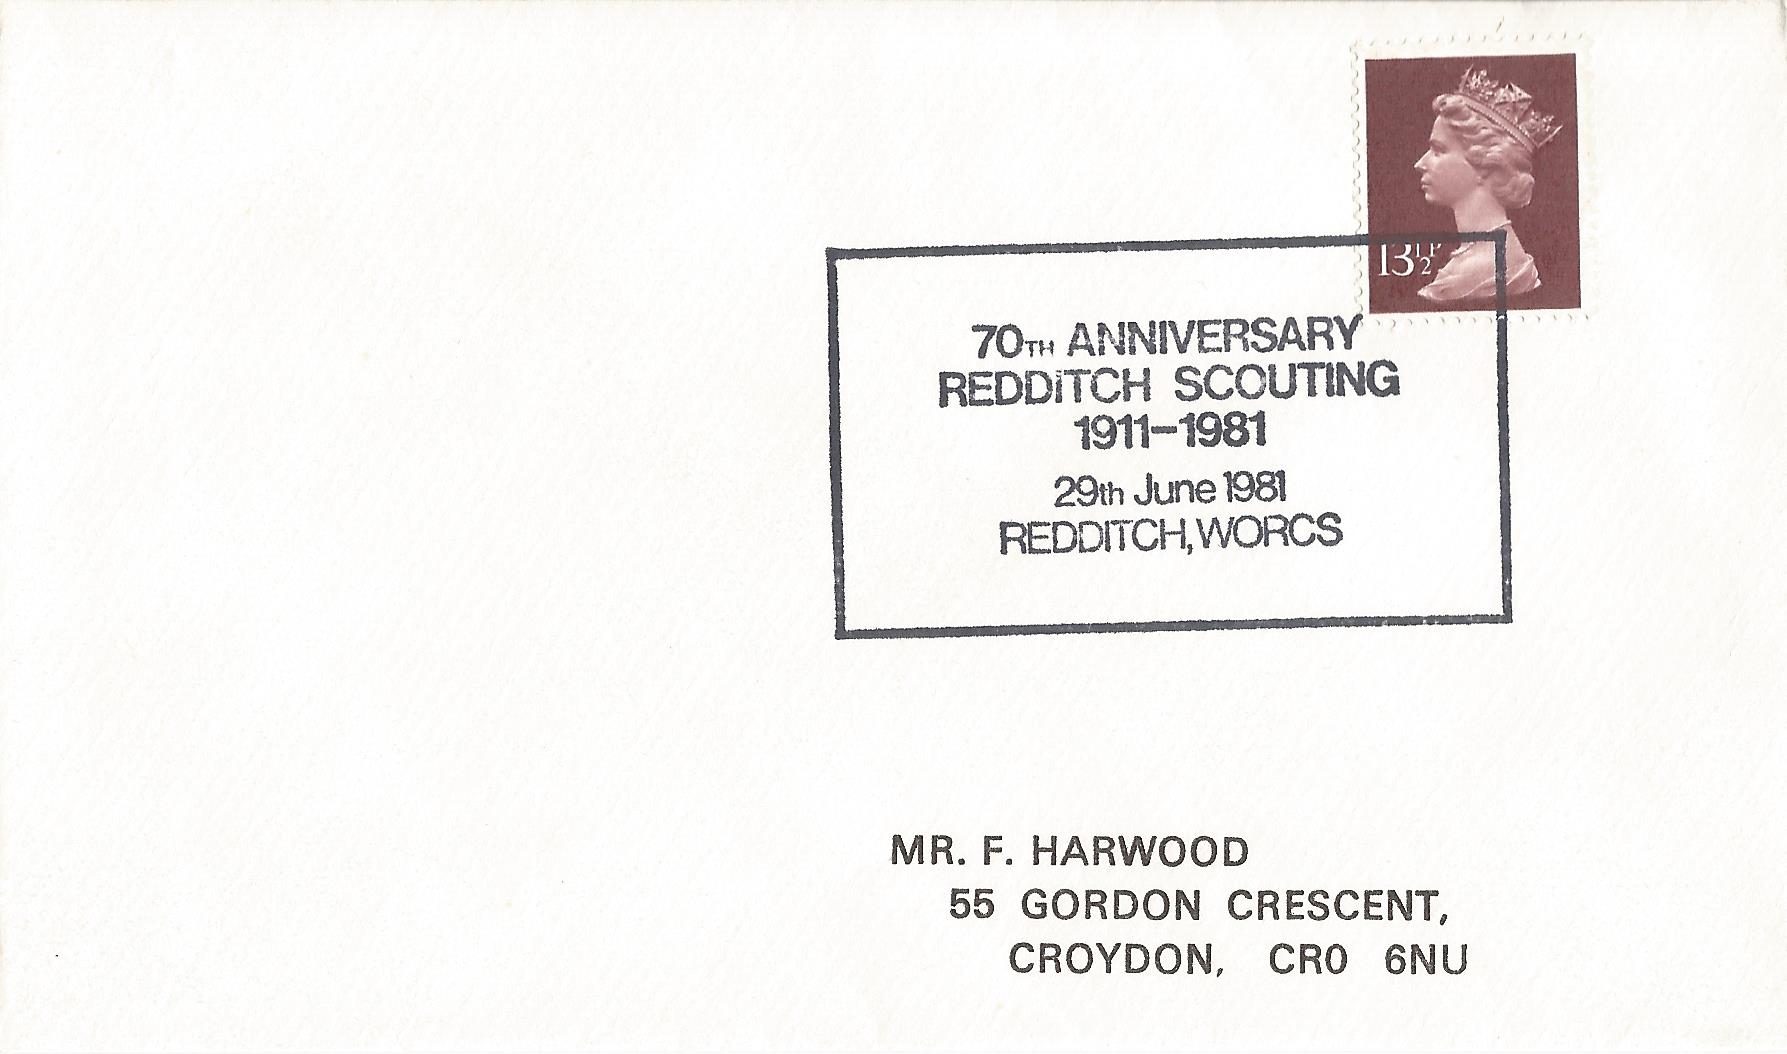 13½P
70TH ANNIVERSARY
REDDITCH SCOUTING
1911-1981
29th June 1981
REDDITCH, WORCS
MR. F. HARWOOD
55 GORDON CRESCENT,
CROYDON, CR0 6NU